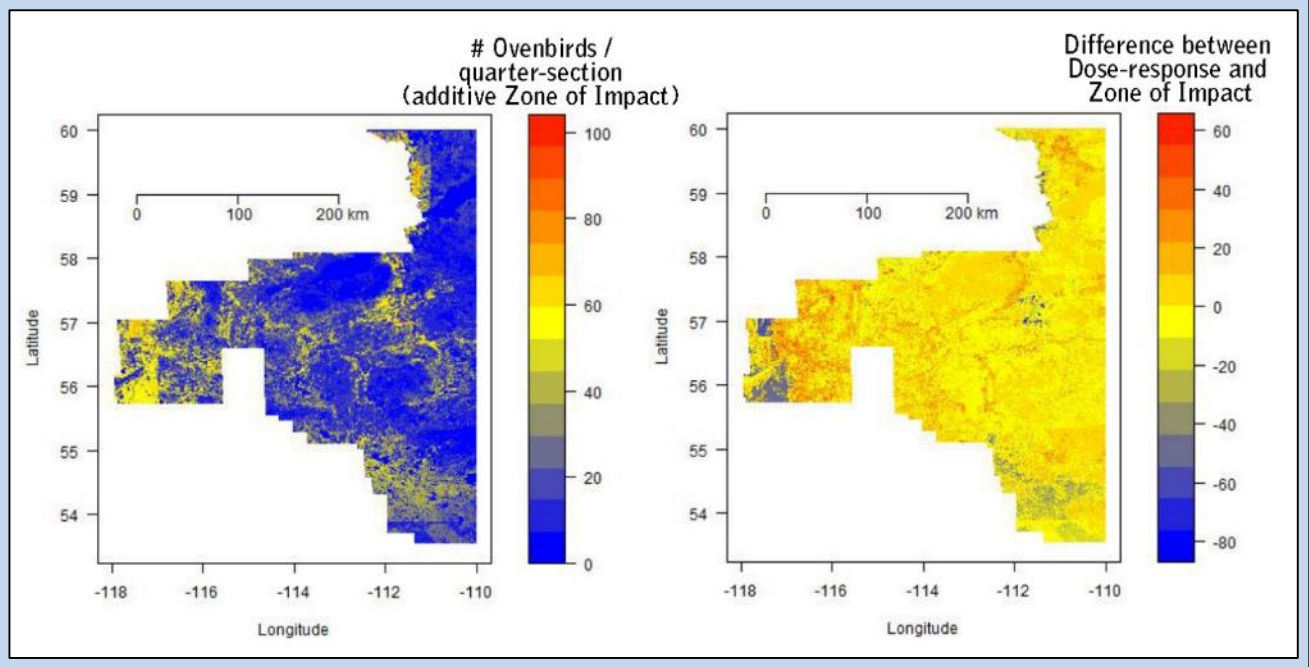 # Ovenbirds /
quarter-section
(additive Zone of Impact)
60
59
58
57
56
55
54
Latitude
0 100 200 km
-118 -116 -114 -112 -110
Longitude
100
80
60
40
20
0
Difference between
Dose-response and
Zone of Impact
60
59
58
57
56
55
54
Latitude
0 100 200 km
-118 -116 -114 -112 -110
Longitude
60
40
20
0
-20
-40
-60
-80